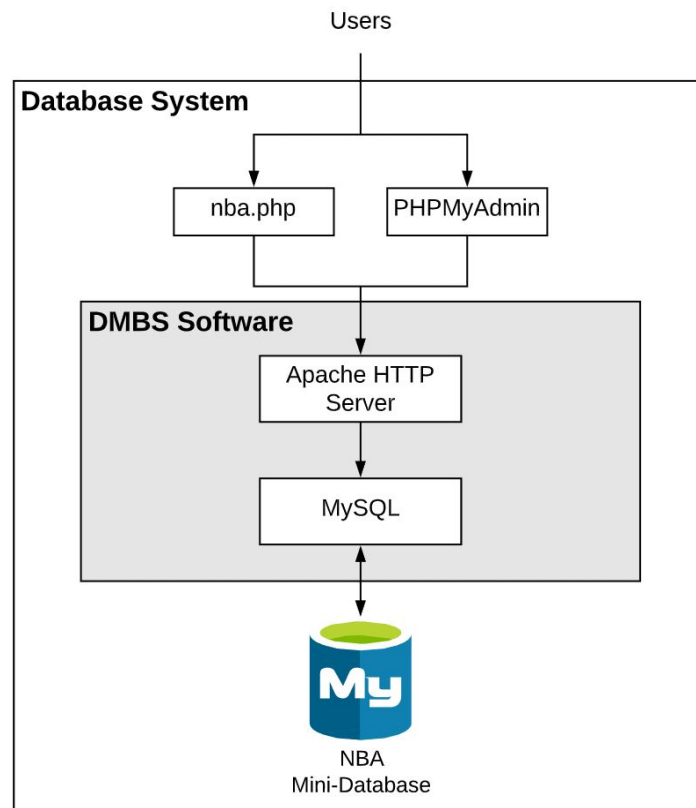 Users
Database System
nba.php
PHPMyAdmin
DMBS Software
Apache HTTP
Server
MySQL
My
NBA
Mini-Database